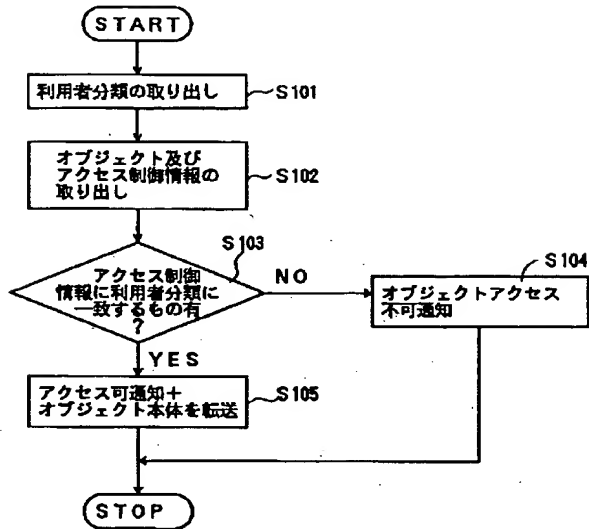 START
利用者分類の取り出し
S101
オブジェクト及び
アクセス制御情報の
取り出し
S102
S103
アクセス制御
情報に利用者分類に
一致するもの有
?
NO
S104
オブジェクトアクセス
不可通知
YES
アクセス可通知+
オブジェクト本体を転送
S105
STOP